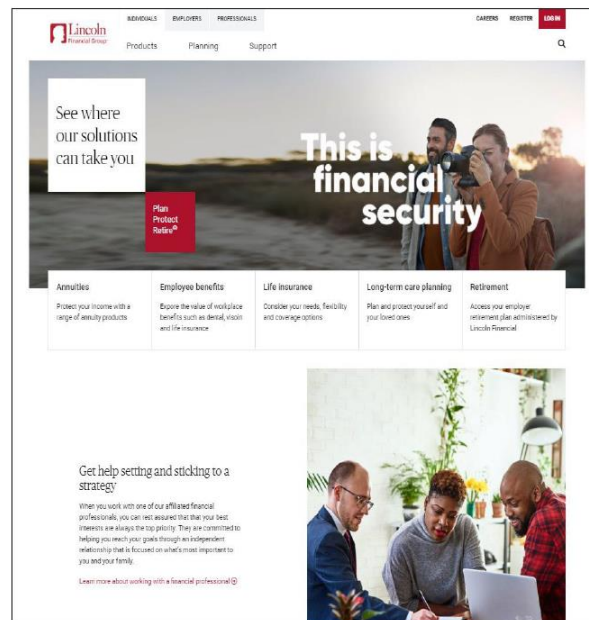 INDIVIDUALS EMPLOYERS PROFESSIONALS
CAREERS REGISTER LOG IN
Lincoln
Financial Group
Products Planning Support
See where
our solutions
can take you
This is
financial
security
Plan
Protect
Retire®
Annuities
Protect your income with a
range of annuity products
Employee benefits
Expore the value of workplace
benefits such as dental, visoin
and life insurance
Life insurance
Consider your needs, flexibility
and coverage options
Long-term care planning
Plan and protect yourself and
your loved ones
Retirement
Access your employer
retirement plan administered by
Lincoln Financial
Get help setting and sticking to a
strategy
When you work with one of our affiliated financial
professionals, you can rest assured that that your best
interests are always the top priority. They are committed to
helping you reach your goals through an independent
relationship that is focused on what's most important to
you and your family.
Learn more about working with a financial professional